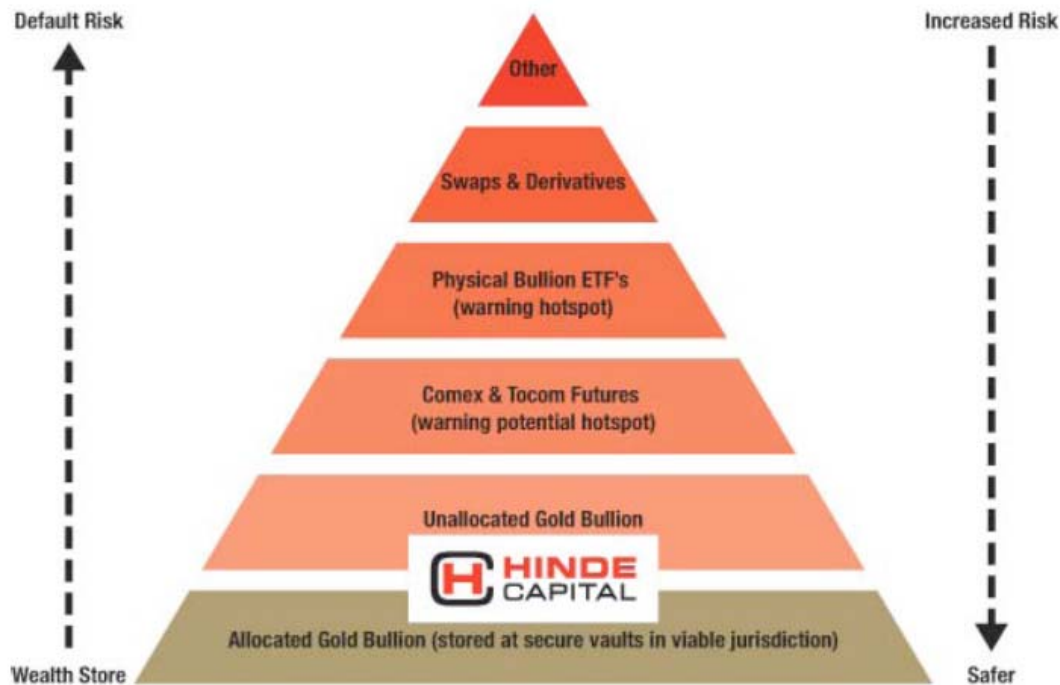 Default Risk
Increased Risk
Other
Swaps & Derivatives
Physical Bullion ETF's
(warning hotspot)
Comex & Tocom Futures
(warning potential hotspot)
Unallocated Gold Bullion
HINDE
CAPITAL
Allocated Gold Bullion (stored at secure vaults in viable jurisdiction)
Wealth Store
Safer